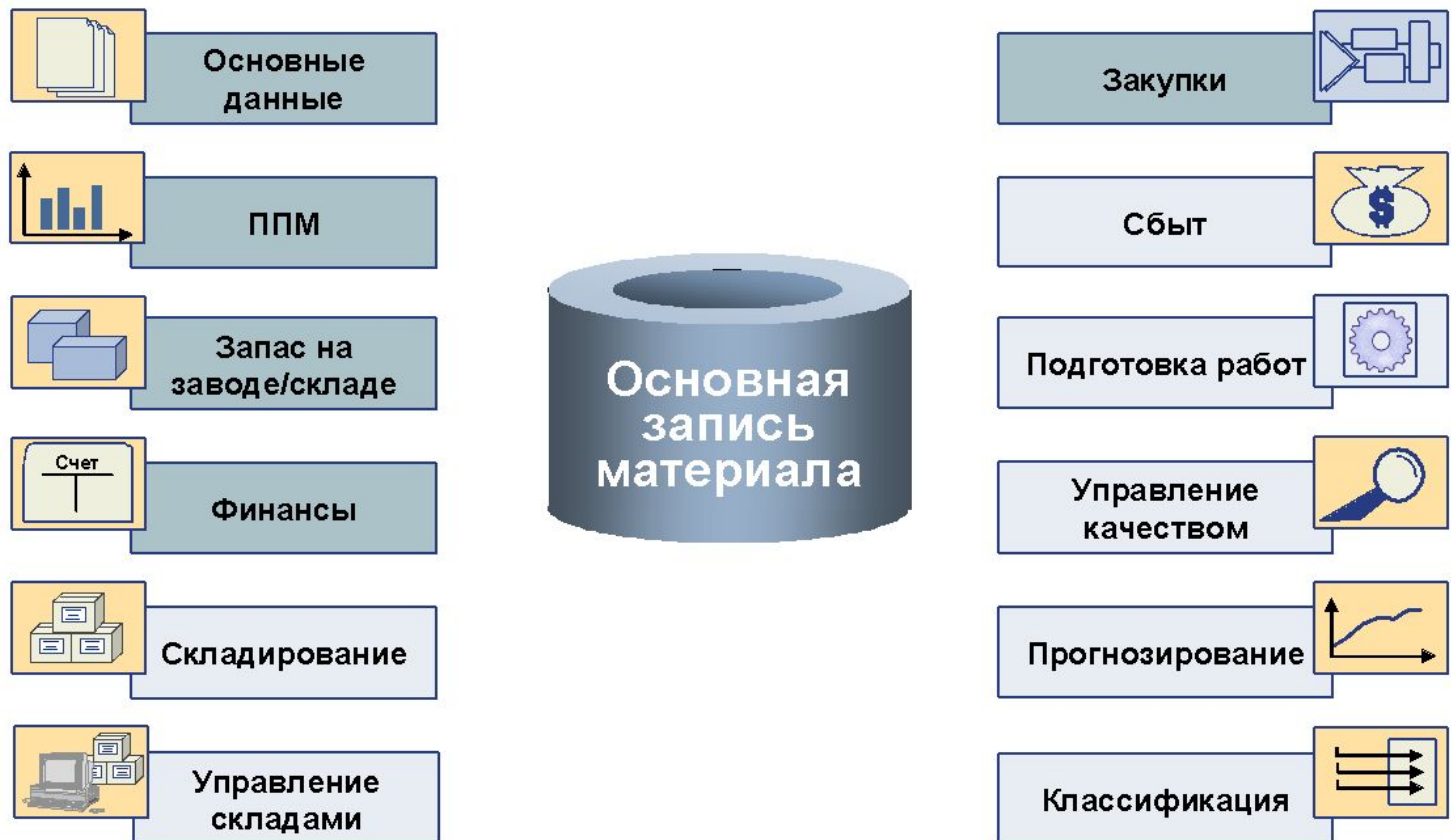 Основные
данные
ППМ
Запас на
заводе/складе
Счет
Финансы
Складирование
Управление
складами
Основная
запись
материала
Закупки
$
Сбыт
Подготовка работ
Управление
качеством
Прогнозирование
Классификация